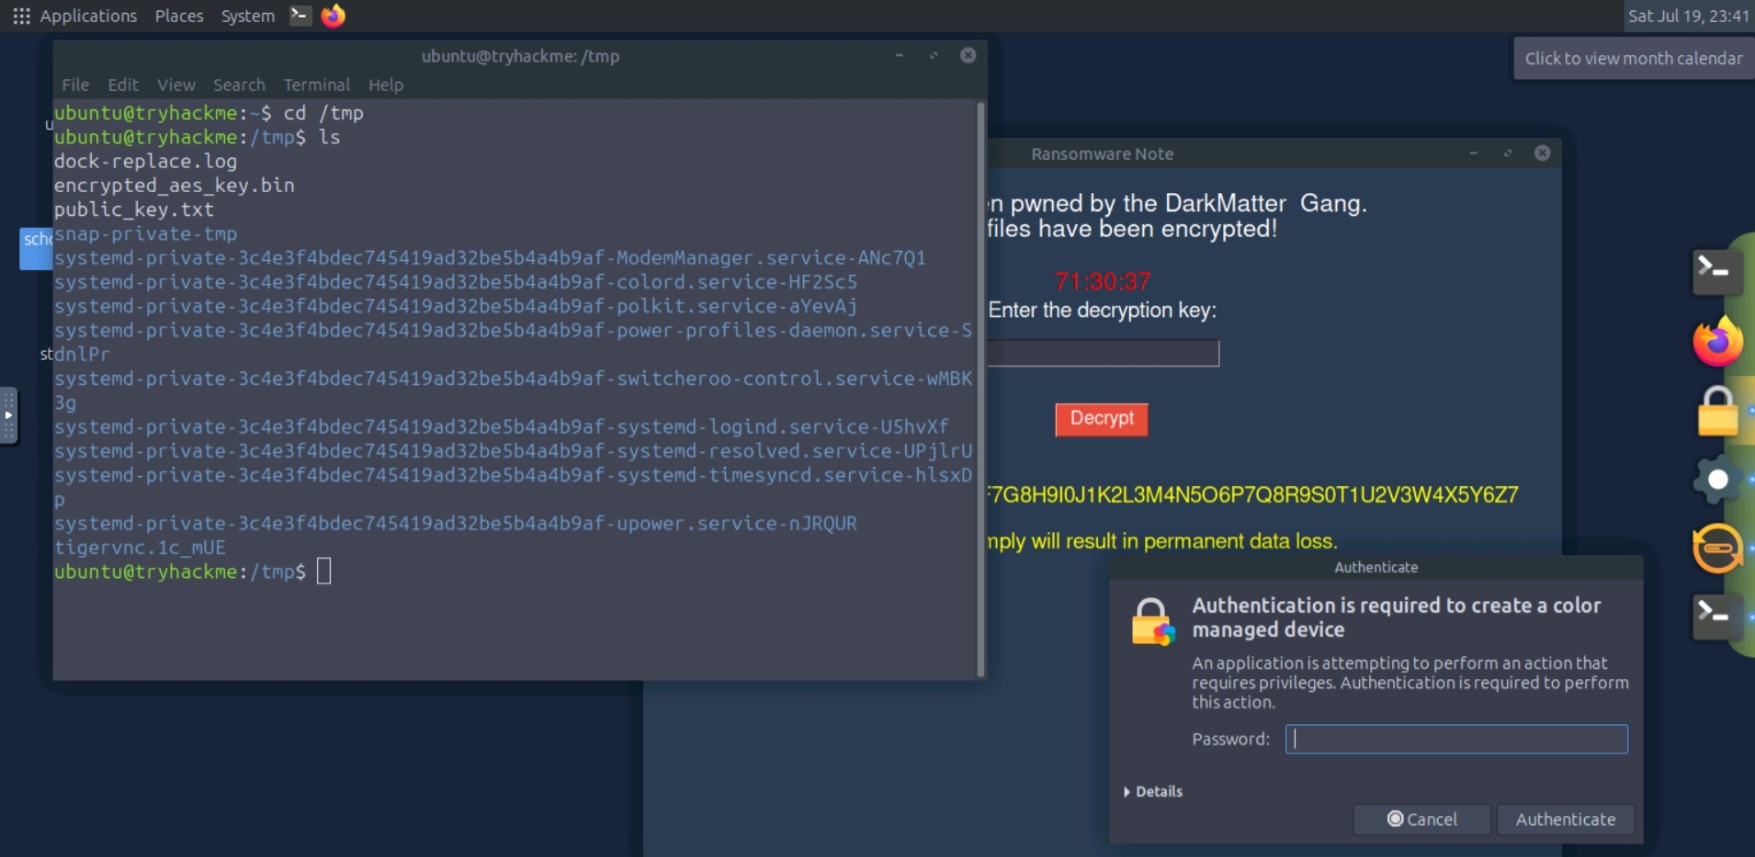 Applications Places System
Sat Jul 19, 23:41
Click to view month calendar
ubuntu@tryhackme: /tmp
File Edit View Search Terminal Help
ubuntu@tryhackme:~$ cd /tmp
ubuntu@tryhackme:/tmp$ ls
dock-replace.log
encrypted_aes_key.bin
public_key.txt
snap-private-tmp
systemd-private-3c4e3f4bdec745419ad32be5b4a4b9af-ModemManager.service-ANc7Q1
systemd-private-3c4e3f4bdec745419ad32be5b4a4b9af-colord.service-HF2Sc5
systemd-private-3c4e3f4bdec745419ad32be5b4a4b9af-polkit.service-aYevAj
systemd-private-3c4e3f4bdec745419ad32be5b4a4b9af-power-profiles-daemon.service-S
dnlPr
systemd-private-3c4e3f4bdec745419ad32be5b4a4b9af-switcheroo-control.service-wMBK
3g
systemd-private-3c4e3f4bdec745419ad32be5b4a4b9af-systemd-logind.service-U5hvXf
systemd-private-3c4e3f4bdec745419ad32be5b4a4b9af-systemd-resolved.service-UPjlrU
systemd-private-3c4e3f4bdec745419ad32be5b4a4b9af-systemd-timesyncd.service-hlsxD
p
systemd-private-3c4e3f4bdec745419ad32be5b4a4b9af-upower.service-nJRQUR
tigervnc.1c_mUE
ubuntu@tryhackme:/tmp$
Ransomware Note
n pwned by the DarkMatter Gang.
files have been encrypted!
71:30:37
Enter the decryption key:
Decrypt
7G8H9I0J1K2L3M4N5O6P7Q8R9S0T1U2V3W4X5Y6Z7
mply will result in permanent data loss.
Authenticate
Authentication is required to create a color
managed device
An application is attempting to perform an action that
requires privileges. Authentication is required to perform
this action.
Password:
Details
Cancel Authenticate